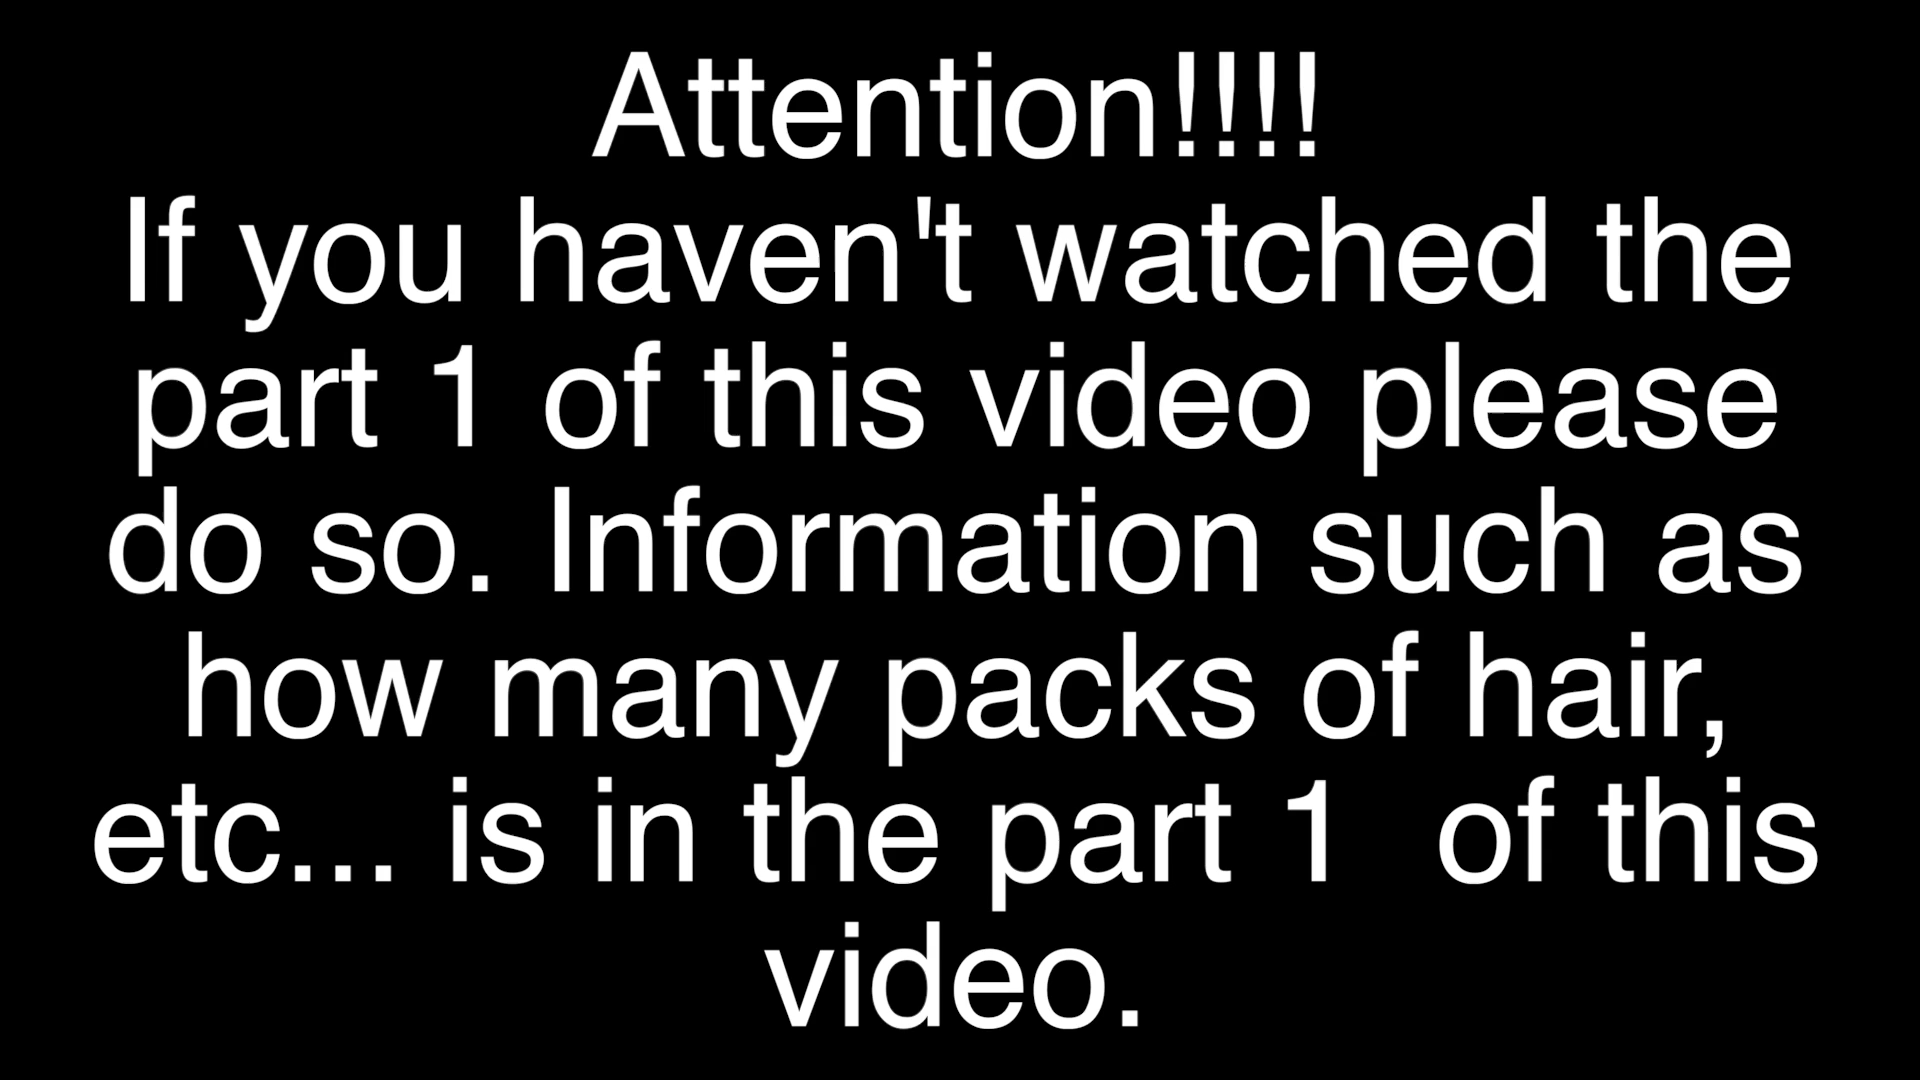 Attention!!!!
If you haven't watched the
part 1 of this video please
do so. Information such as
how many packs of hair,
etc... is in the part 1  of this
video.